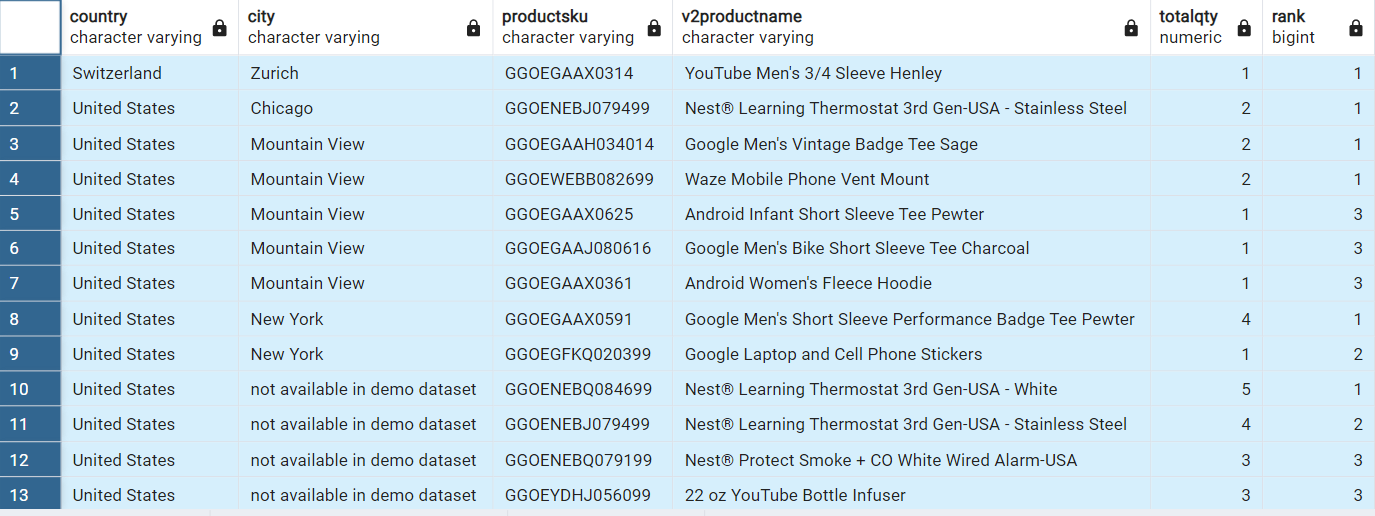 country city productsku v2productname totalqty rank
character varying character varying character varying character varying numeric bigint
1 Switzerland Zurich GGOEGAAX0314 YouTube Men's 3/4 Sleeve Henley 1 1
2 United States Chicago GGOENEBJ079499 Nest® Learning Thermostat 3rd Gen-USA - Stainless Steel 2 1
3 United States Mountain View GGOEGAAH034014 Google Men's Vintage Badge Tee Sage 2 1
4 United States Mountain View GGOEWEBB082699 Waze Mobile Phone Vent Mount 2 1
5 United States Mountain View GGOEGAAX0625 Android Infant Short Sleeve Tee Pewter 1 3
6 United States Mountain View GGOEGAAJ080616 Google Men's Bike Short Sleeve Tee Charcoal 1 3
7 United States Mountain View GGOEGAAX0361 Android Women's Fleece Hoodie 1 3
8 United States New York GGOEGAAX0591 Google Men's Short Sleeve Performance Badge Tee Pewter 4 1
9 United States New York GGOEGFKQ020399 Google Laptop and Cell Phone Stickers 1 2
10 United States not available in demo dataset GGOENEBQ084699 Nest® Learning Thermostat 3rd Gen-USA - White 5 1
11 United States not available in demo dataset GGOENEBJ079499 Nest® Learning Thermostat 3rd Gen-USA - Stainless Steel 4 2
12 United States not available in demo dataset GGOENEBQ079199 Nest® Protect Smoke + CO White Wired Alarm-USA 3 3
13 United States not available in demo dataset GGOEYDHJ056099 22 oz YouTube Bottle Infuser 3 3